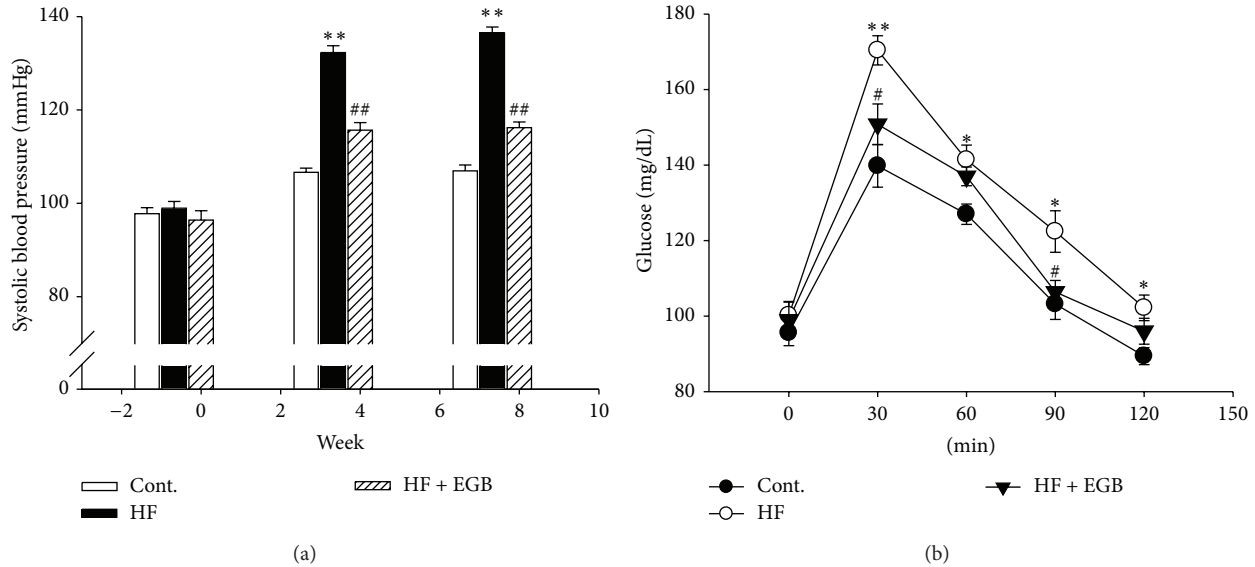 140
120
100
80
0
Systolic blood pressure (mmHg)
**
##
**
##
−2 0 2 4 6 8 10
Week
Cont.
HF
HF + EGB
(a)
180
160
140
120
100
80
Glucose (mg/dL)
**
#
*
*
#
*
0 30 60 90 120 150
(min)
Cont.
HF
HF + EGB
(b)